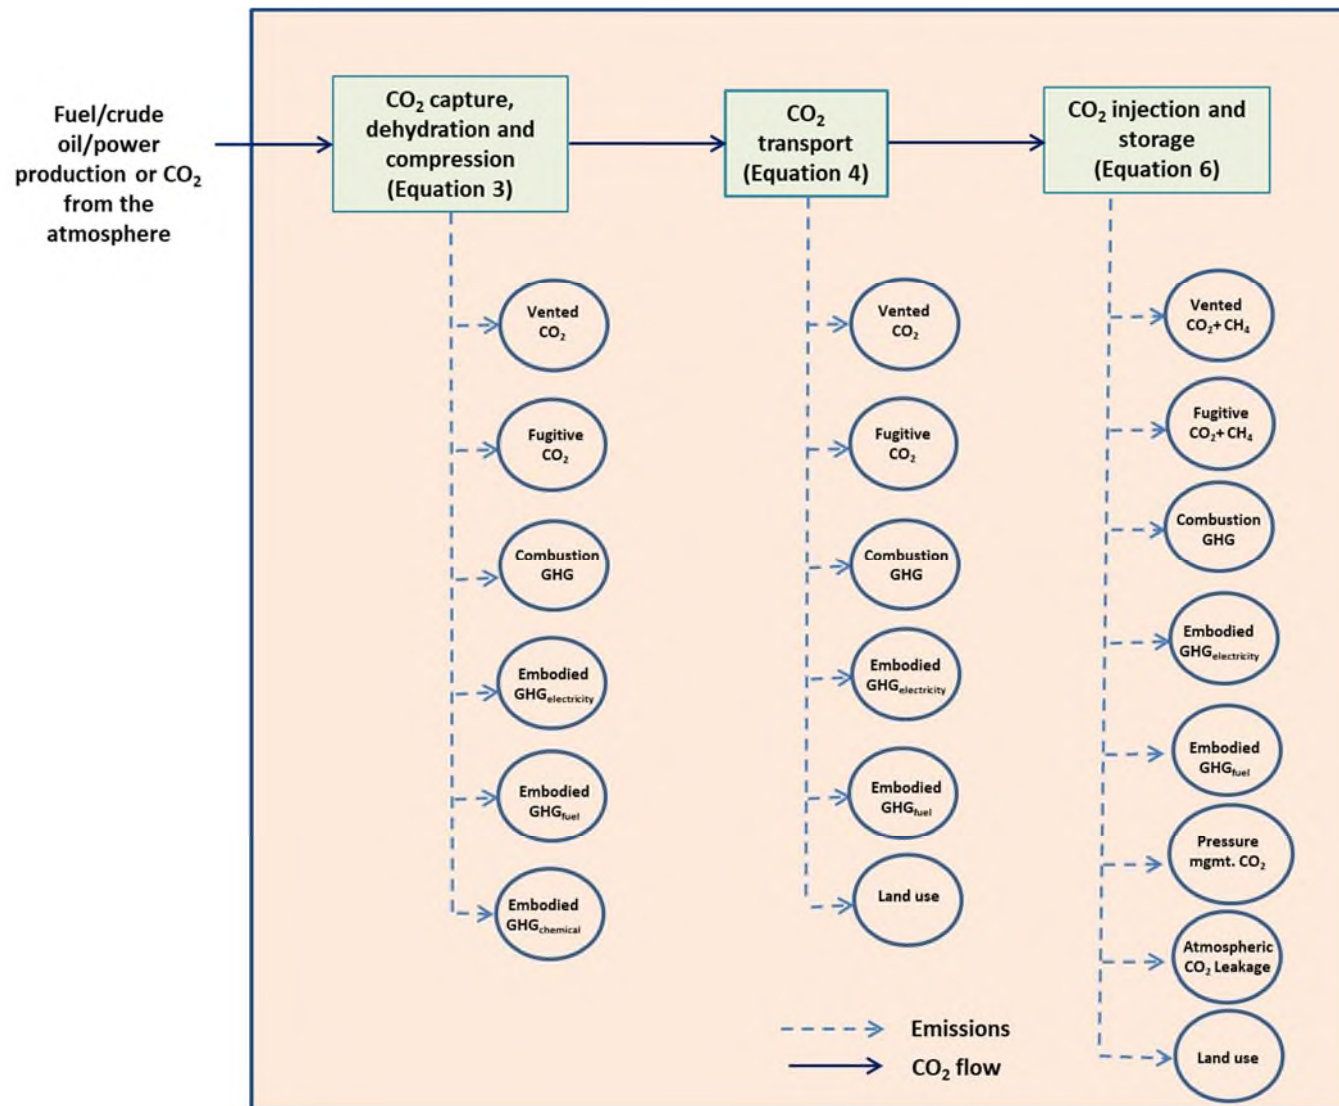 Fuel/crude
oil/power
production or CO₂
from the
atmosphere
CO₂ capture,
dehydration and
compression
(Equation 3)
CO₂
transport
(Equation 4)
CO₂ injection and
storage
(Equation 6)
Vented
CO₂
Fugitive
CO₂
Combustion
GHG
Embodied
GHGelectricity
Embodied
GHGfuel
Embodied
GHGchemical
Vented
CO₂
Fugitive
CO₂
Combustion
GHG
Embodied
GHGelectricity
Embodied
GHGfuel
Land use
Vented
CO₂+ CH₄
Fugitive
CO₂+ CH₄
Combustion
GHG
Embodied
GHGelectricity
Embodied
GHGfuel
Pressure
mgmt. CO₂
Atmospheric
CO₂ Leakage
Land use
Emissions
CO₂ flow